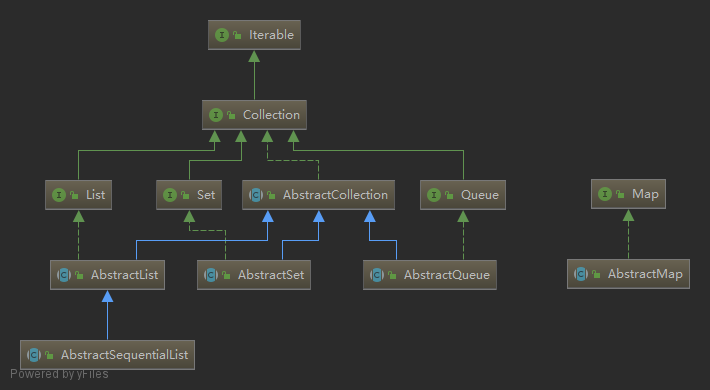 Iterable
Collection
List
Set
AbstractCollection
Queue
Map
AbstractList
AbstractSet
AbstractQueue
AbstractMap
AbstractSequentialList
Powered by yFiles